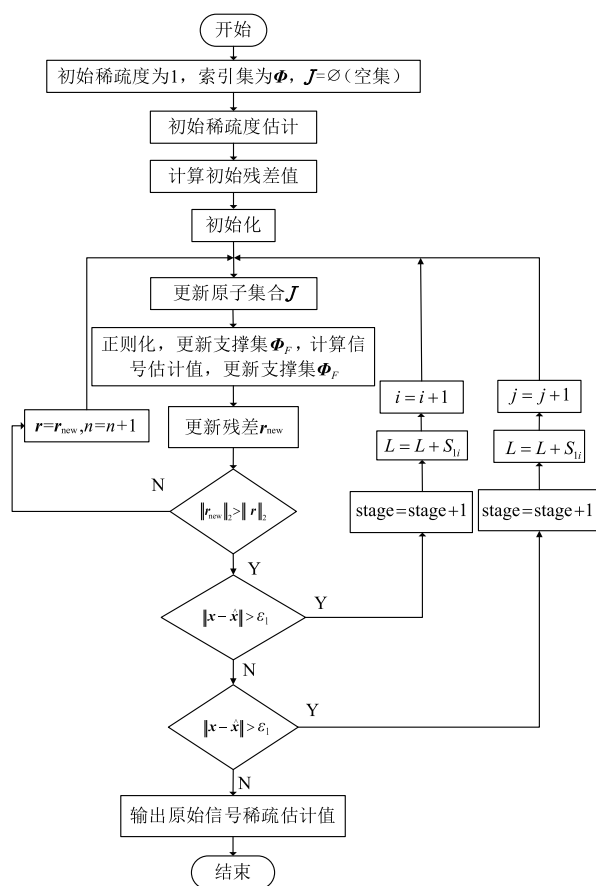 开始
初始稀疏度为1，索引集为Φ，J=∅(空集)
初始稀疏度估计
计算初始残差值
初始化
更新原子集合J
正则化，更新支撑集Φ_F，计算信
号估计值，更新支撑集Φ_F
r=r_new,n=n+1
更新残差r_new
i=i+1
j=j+1
L=L+S_1i
L=L+S_1i
stage=stage+1
stage=stage+1
N
‖r_new‖₂>‖r‖₂
Y
‖x−x̂‖>ε₁
Y
N
‖x−x̂‖>ε₁
Y
N
输出原始信号稀疏估计值
结束